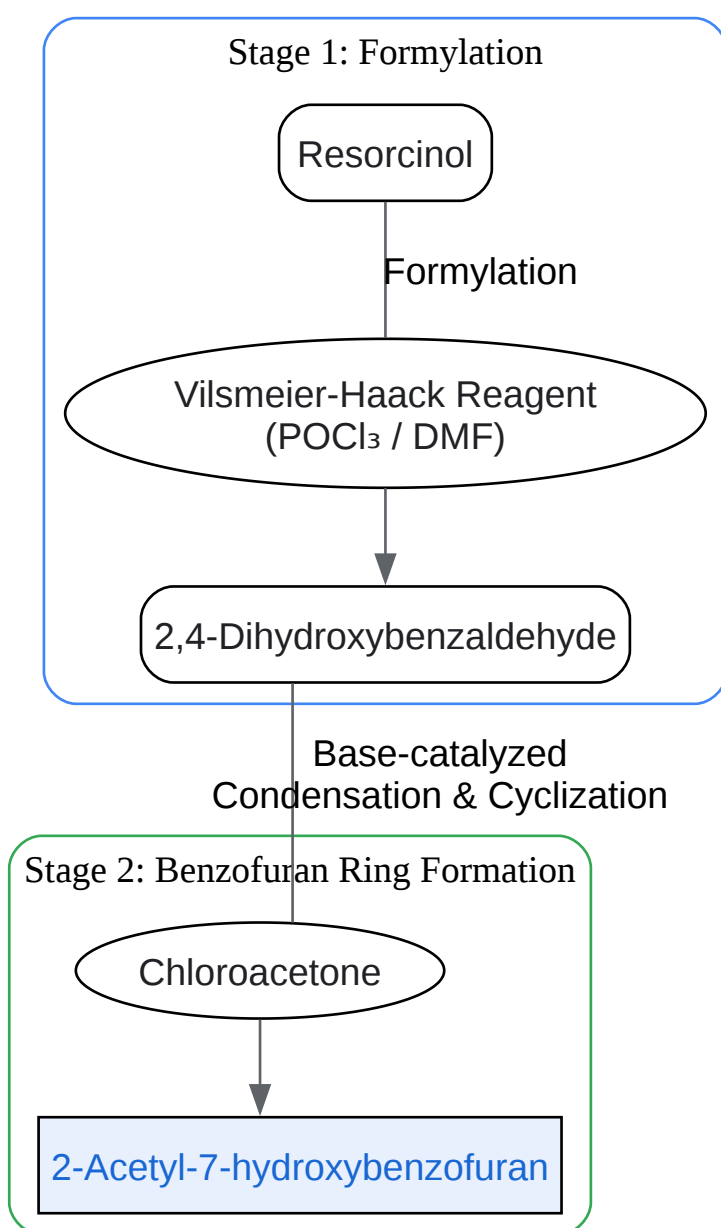 Stage 1: Formylation
Resorcinol
Formylation
Vilsmeier-Haack Reagent
(POCl₃ / DMF)
2,4-Dihydroxybenzaldehyde
Base-catalyzed
Condensation & Cyclization
Stage 2: Benzofuran Ring Formation
Chloroacetone
2-Acetyl-7-hydroxybenzofuran